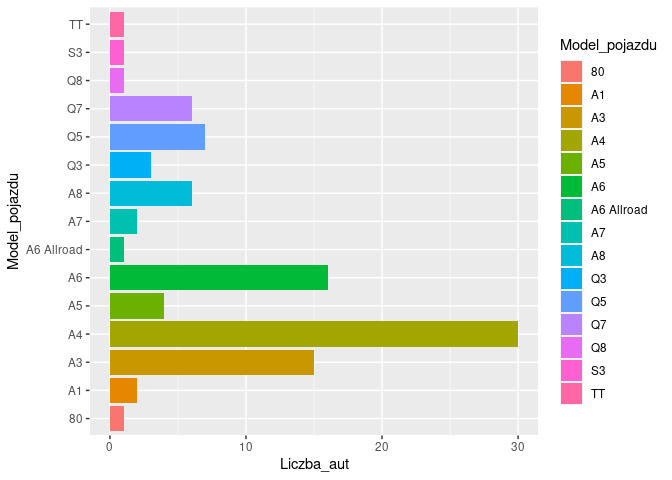 TT
S3
Q8
Q7
Q5
Q3
A8
A7
A6 Allroad
A6
A5
A4
A3
A1
80
Model_pojazdu
0 10 20 30
Liczba_aut
Model_pojazdu
80
A1
A3
A4
A5
A6
A6 Allroad
A7
A8
Q3
Q5
Q7
Q8
S3
TT